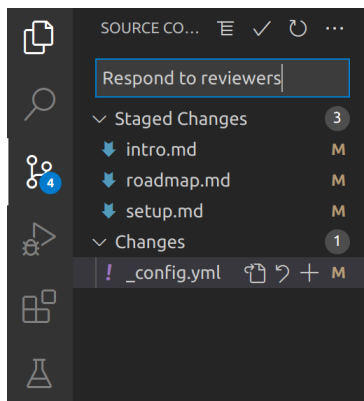 SOURCE CO...
Respond to reviewers
Staged Changes 3
intro.md M
roadmap.md M
setup.md M
4
Changes 1
! _config.yml M